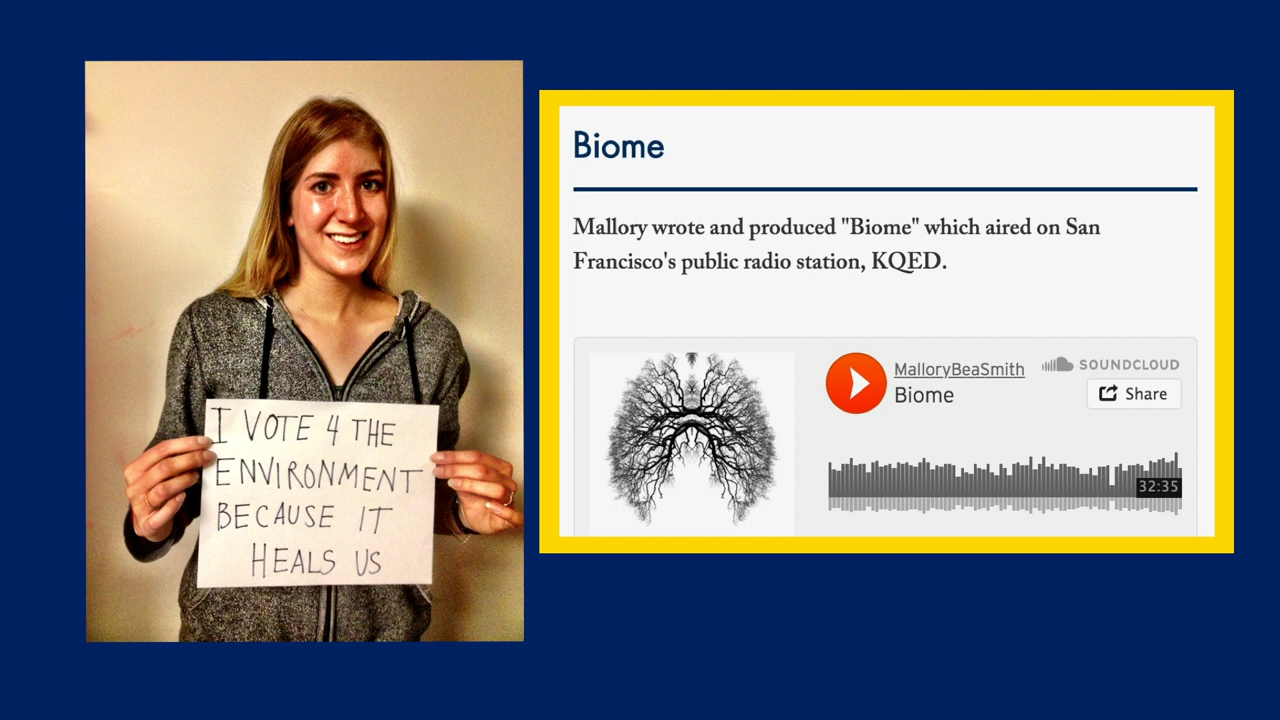 I VOTE 4 THE
ENVIRONMENT
BECAUSE IT
HEALS US
Biome
Mallory wrote and produced "Biome" which aired on San
Francisco's public radio station, KQED.
MalloryBeaSmith
SOUNDCLOUD
Biome
Share
32:35